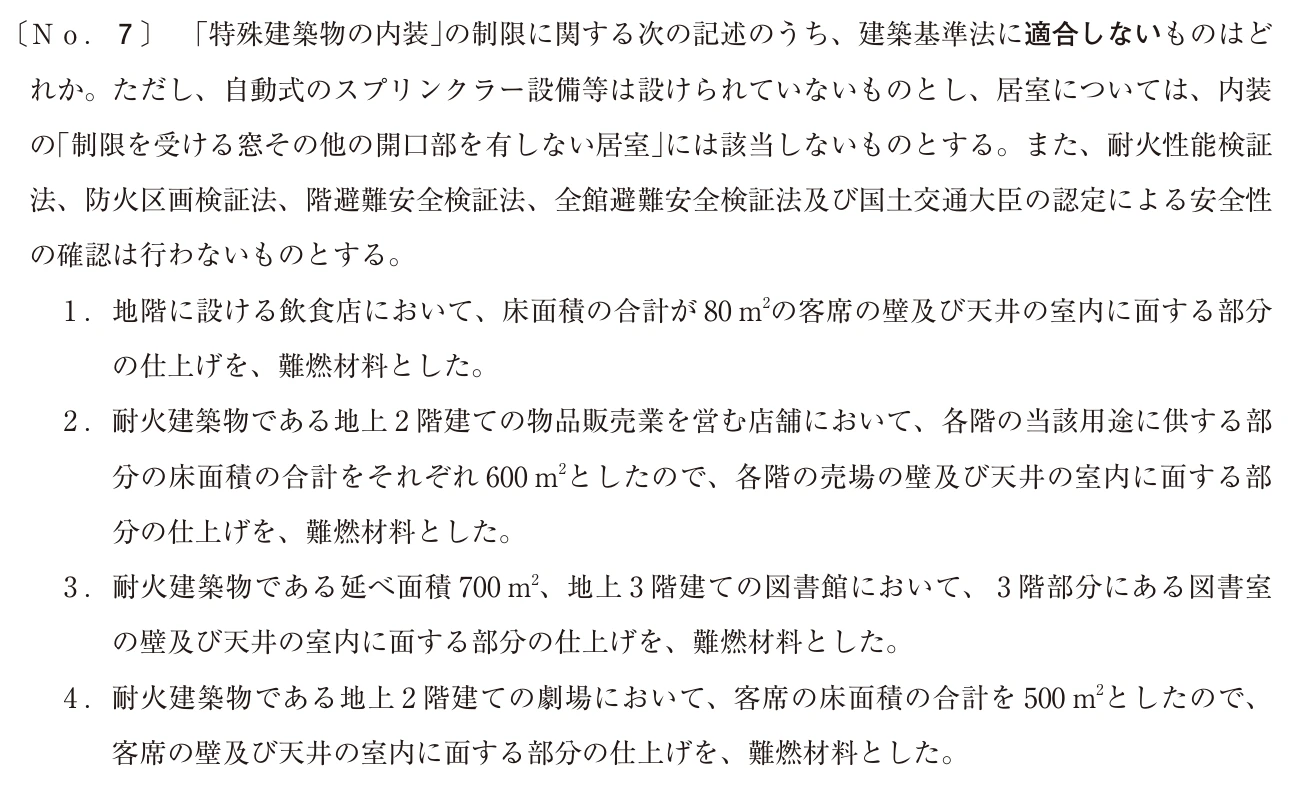 〔No. 7〕 「特殊建築物の内装」の制限に関する次の記述のうち、建築基準法に適合しないものはど
れか。ただし、自動式のスプリンクラー設備等は設けられていないものとし、居室については、内装
の「制限を受ける窓その他の開口部を有しない居室」には該当しないものとする。また、耐火性能検証
法、防火区画検証法、階避難安全検証法、全館避難安全検証法及び国土交通大臣の認定による安全性
の確認は行わないものとする。
1. 地階に設ける飲食店において、床面積の合計が 80 m²の客席の壁及び天井の室内に面する部分
の仕上げを、難燃材料とした。
2. 耐火建築物である地上2階建ての物品販売業を営む店舗において、各階の当該用途に供する部
分の床面積の合計をそれぞれ 600 m²としたので、各階の売場の壁及び天井の室内に面する部
分の仕上げを、難燃材料とした。
3. 耐火建築物である延べ面積 700 m²、地上3階建ての図書館において、3階部分にある図書室
の壁及び天井の室内に面する部分の仕上げを、難燃材料とした。
4. 耐火建築物である地上2階建ての劇場において、客席の床面積の合計を 500 m²としたので、
客席の壁及び天井の室内に面する部分の仕上げを、難燃材料とした。